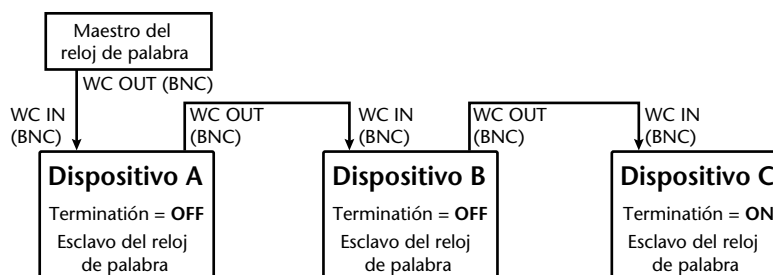 Maestro del
reloj de palabra
WC OUT (BNC)
WC IN
(BNC)
WC OUT
(BNC)
WC IN
(BNC)
WC OUT
(BNC)
WC IN
(BNC)
Dispositivo A
Terminatión = OFF
Esclavo del reloj
de palabra
Dispositivo B
Terminatión = OFF
Esclavo del reloj
de palabra
Dispositivo C
Terminatión = ON
Esclavo del reloj
de palabra